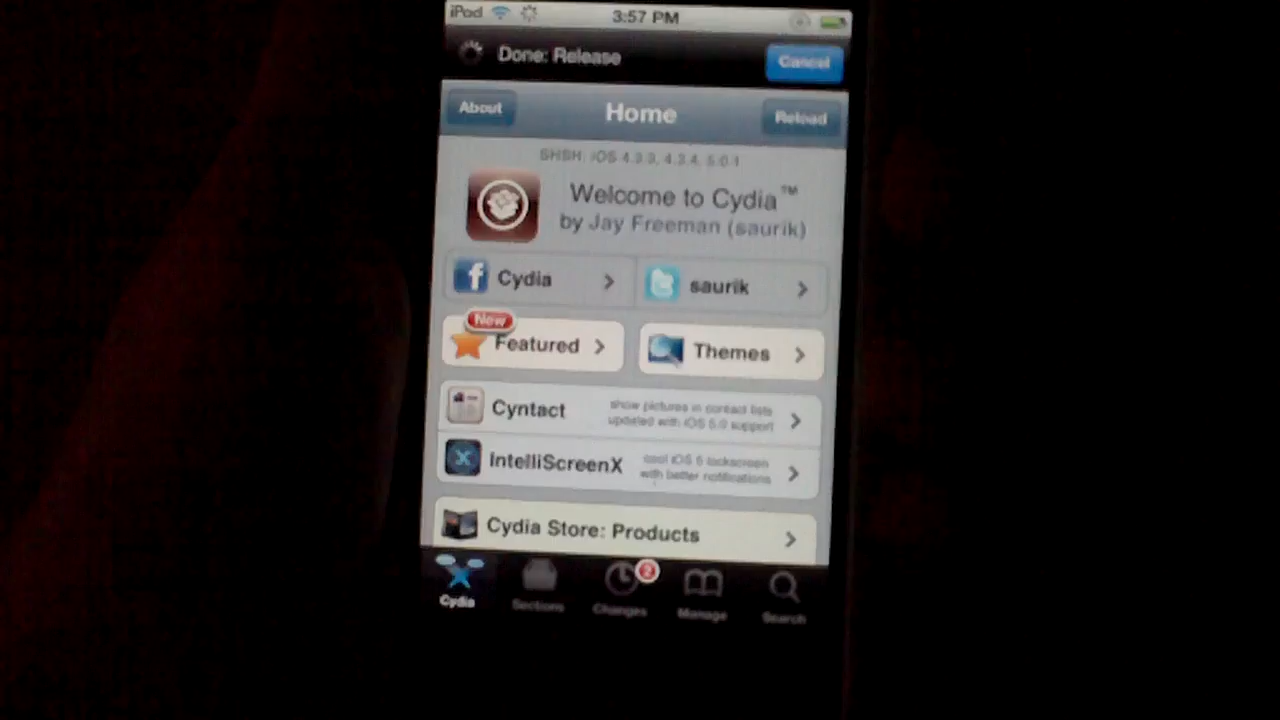 iPod 3:57 PM
Done: Release Cancel
About Home Reload
SHSH: iOS 4.3.3, 4.3.4, 5.0.1
Welcome to Cydia™
by Jay Freeman (saurik)
Cydia saurik
New
Featured Themes
Cyntact show pictures in contact lists
updated with iOS 5.0 support
IntelliScreenX cool iOS 5 lockscreen
with better notifications
Cydia Store: Products
2
Cydia Sections Changes Manage Search